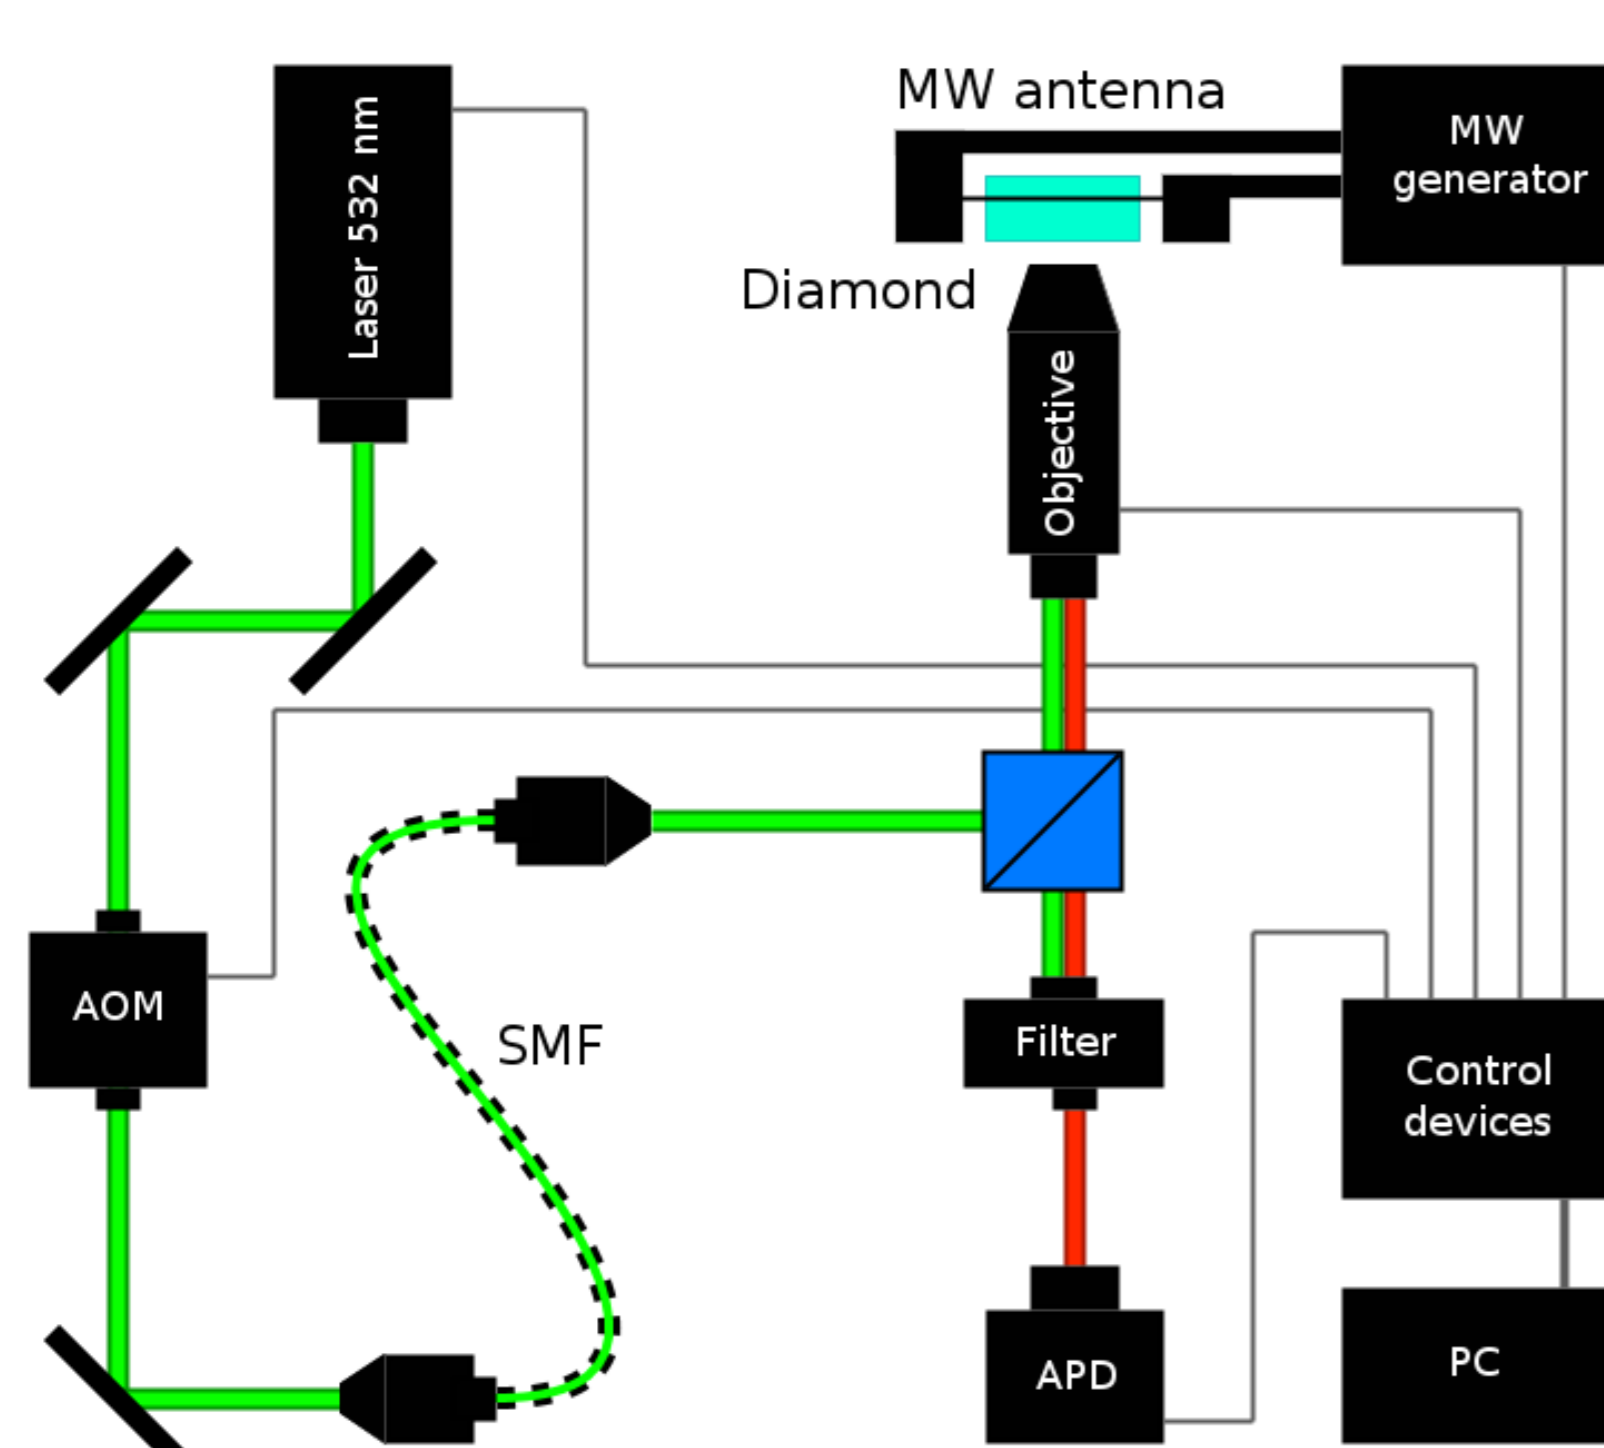 Laser 532 nm
MW antenna
MW
generator
Diamond
Objective
AOM
SMF
Filter
Control
devices
APD
PC